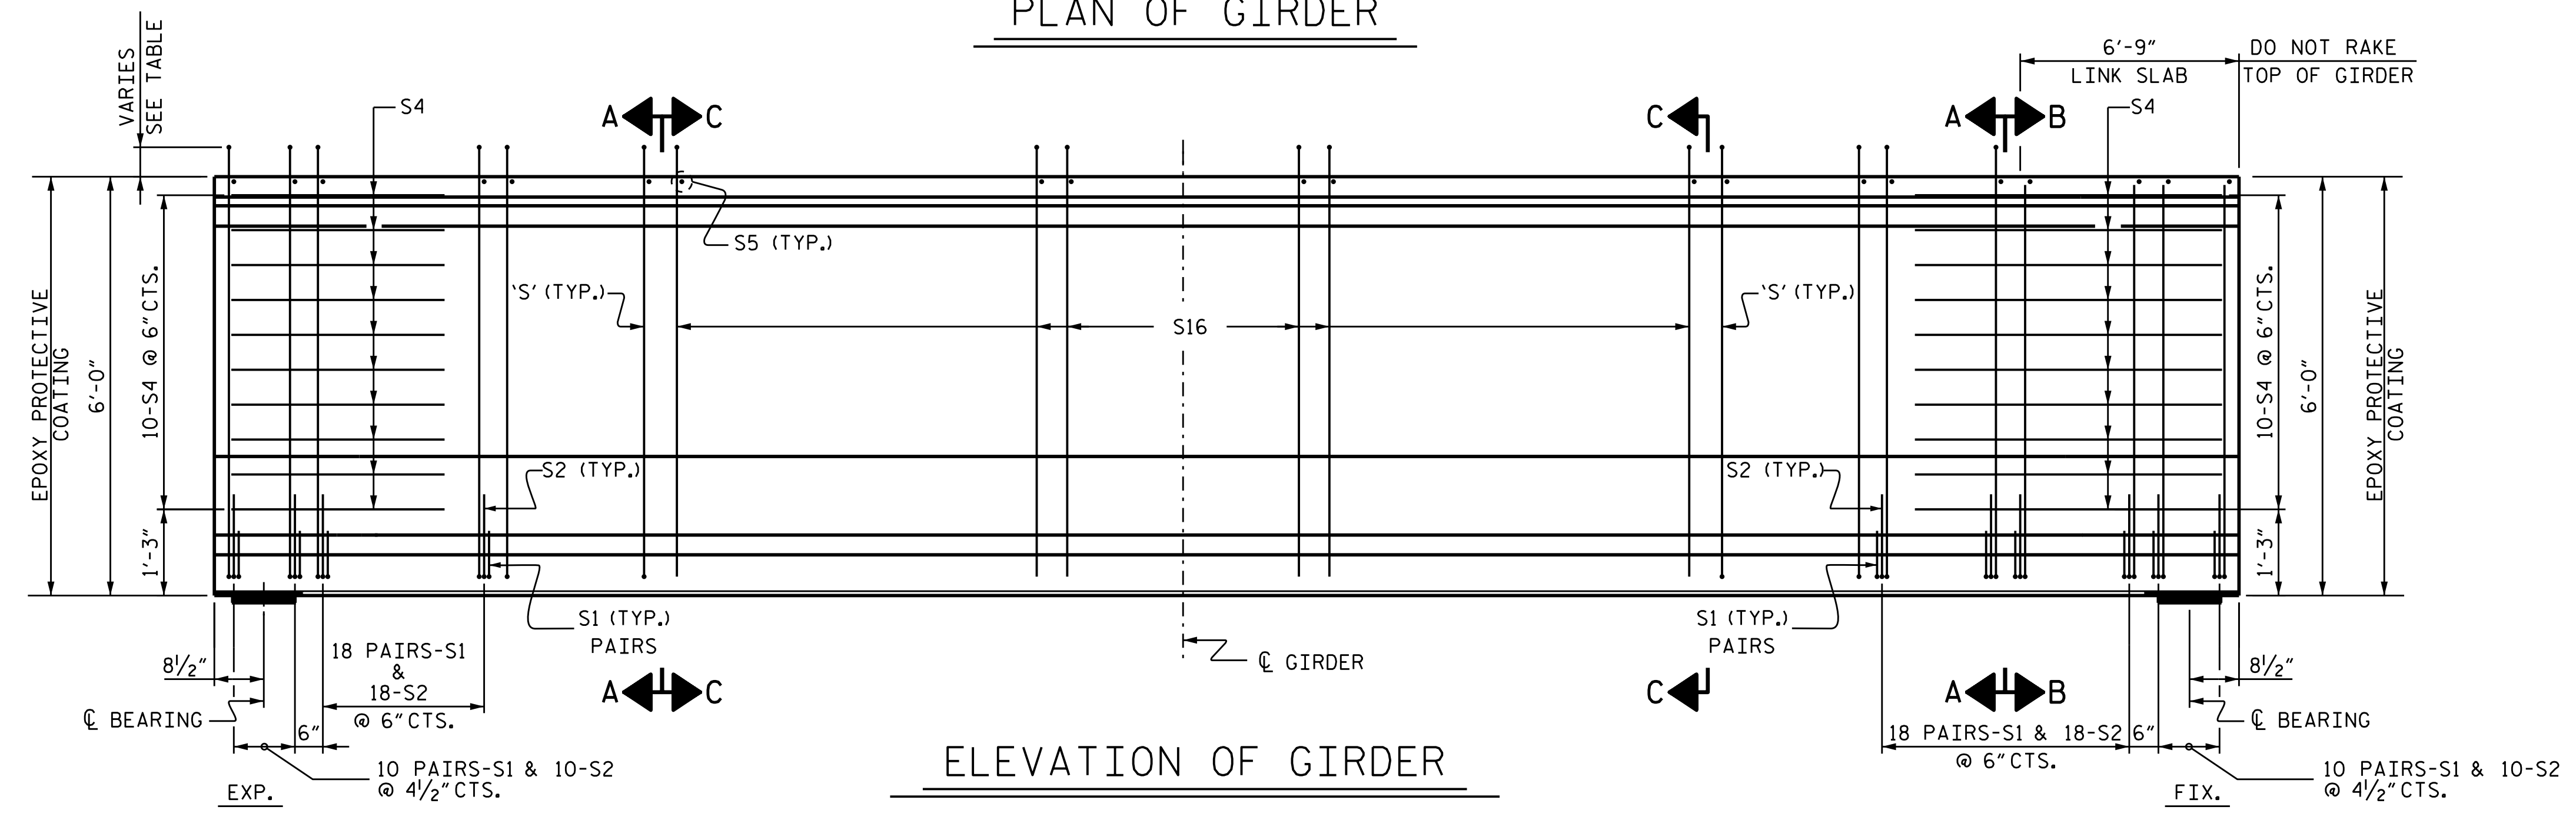 PLAN OF GIRDER
VARIES
SEE TABLE
6'-9"
LINK SLAB
DO NOT RAKE
TOP OF GIRDER
S4
A
C
C
A
B
S4
S5 (TYP.)
'S' (TYP.)
S16
'S' (TYP.)
EPOXY PROTECTIVE
COATING
6'-0"
10-S4 @ 6" CTS.
1'-3"
S2 (TYP.)
S2 (TYP.)
10-S4 @ 6" CTS.
1'-3"
6'-0"
EPOXY PROTECTIVE
COATING
S1 (TYP.)
PAIRS
S1 (TYP.)
PAIRS
℄ GIRDER
8½"
18 PAIRS-S1
&
18-S2
@ 6" CTS.
℄ BEARING
6"
10 PAIRS-S1 & 10-S2
@ 4½" CTS.
EXP.
A
C
C
A
B
8½"
℄ BEARING
18 PAIRS-S1 & 18-S2
@ 6" CTS.
6"
10 PAIRS-S1 & 10-S2
@ 4½" CTS.
FIX.
ELEVATION OF GIRDER